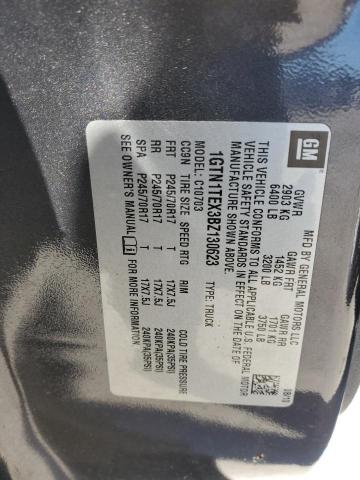 GM
MFD BY GENERAL MOTORS LLC
GVWR GAWR FRT GAWR RR
2903 KG 1452 KG 1701 KG
6400 LB 3200 LB 3750 LB
THIS VEHICLE CONFORMS TO ALL APPLICABLE U.S. FEDERAL MOTOR
VEHICLE SAFETY STANDARDS IN EFFECT ON THE DATE OF
1GTN1TEX3BZ130623 TYPE: TRUCK
MODEL: C10703
CC9N TIRE SIZE SPEED RTG RIM COLD TIRE PRESSURE
FRT P245/70R17 T 17X7.5J 240KPA(35PSI)
RR P245/70R17 T 17X7.5J 240KPA(35PSI)
SPA P245/70R17 T 17X7.5J 240KPA(35PSI)
SEE OWNER'S MANUAL FOR MORE INFORMATION.